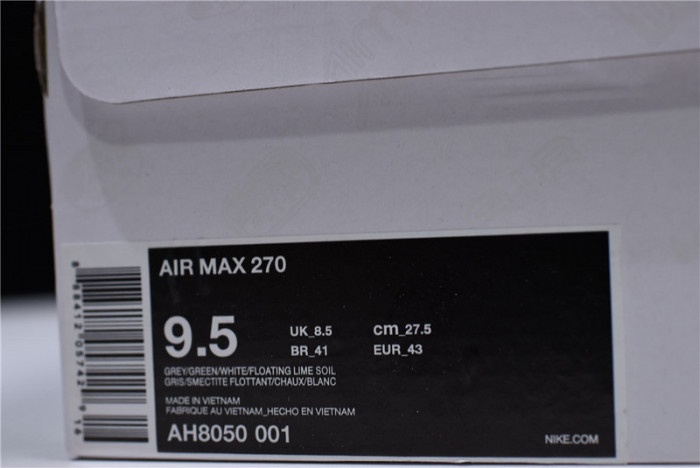 AIR MAX 270
9.5
UK_8.5 cm_27.5
BR_41 EUR_43
GREY/GREEN/WHITE/FLOATING LIME SOIL
GRIS/SMECTITE FLOTTANT/CHAUX/BLANC
MADE IN VIETNAM
FABRIQUE AU VIETNAM_HECHO EN VIETNAM
AH8050 001
NIKE.COM